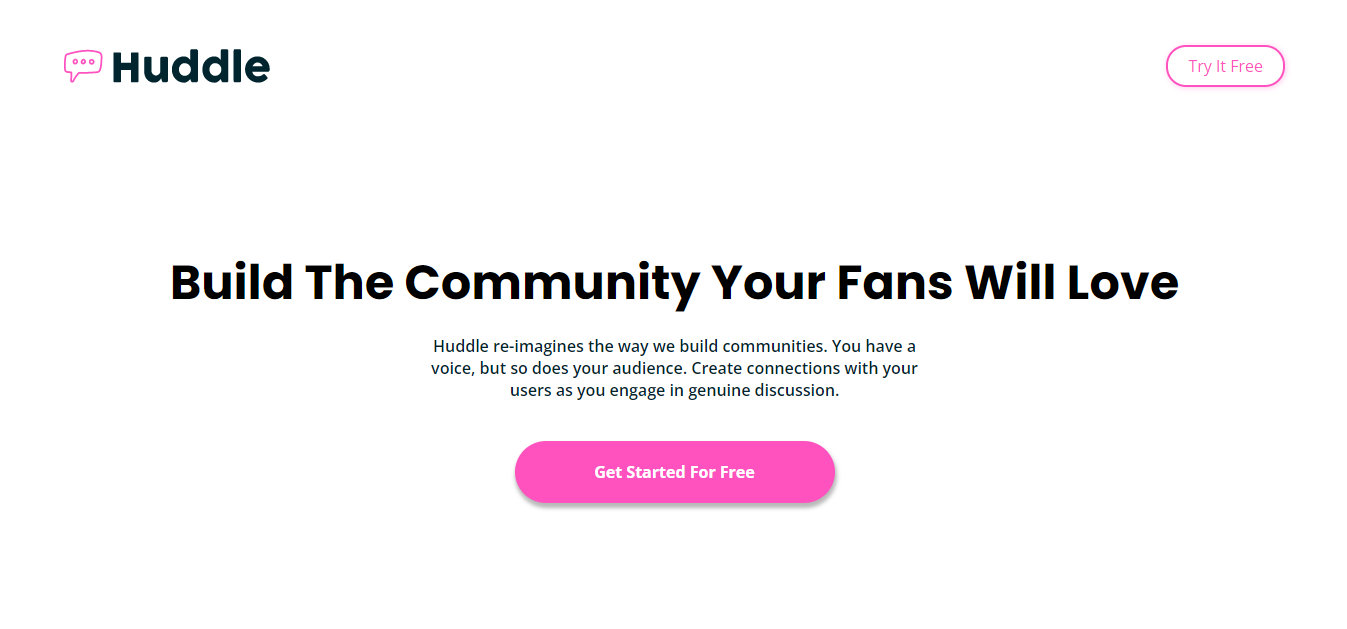 Huddle
Try It Free
Build The Community Your Fans Will Love
Huddle re-imagines the way we build communities. You have a
voice, but so does your audience. Create connections with your
users as you engage in genuine discussion.
Get Started For Free